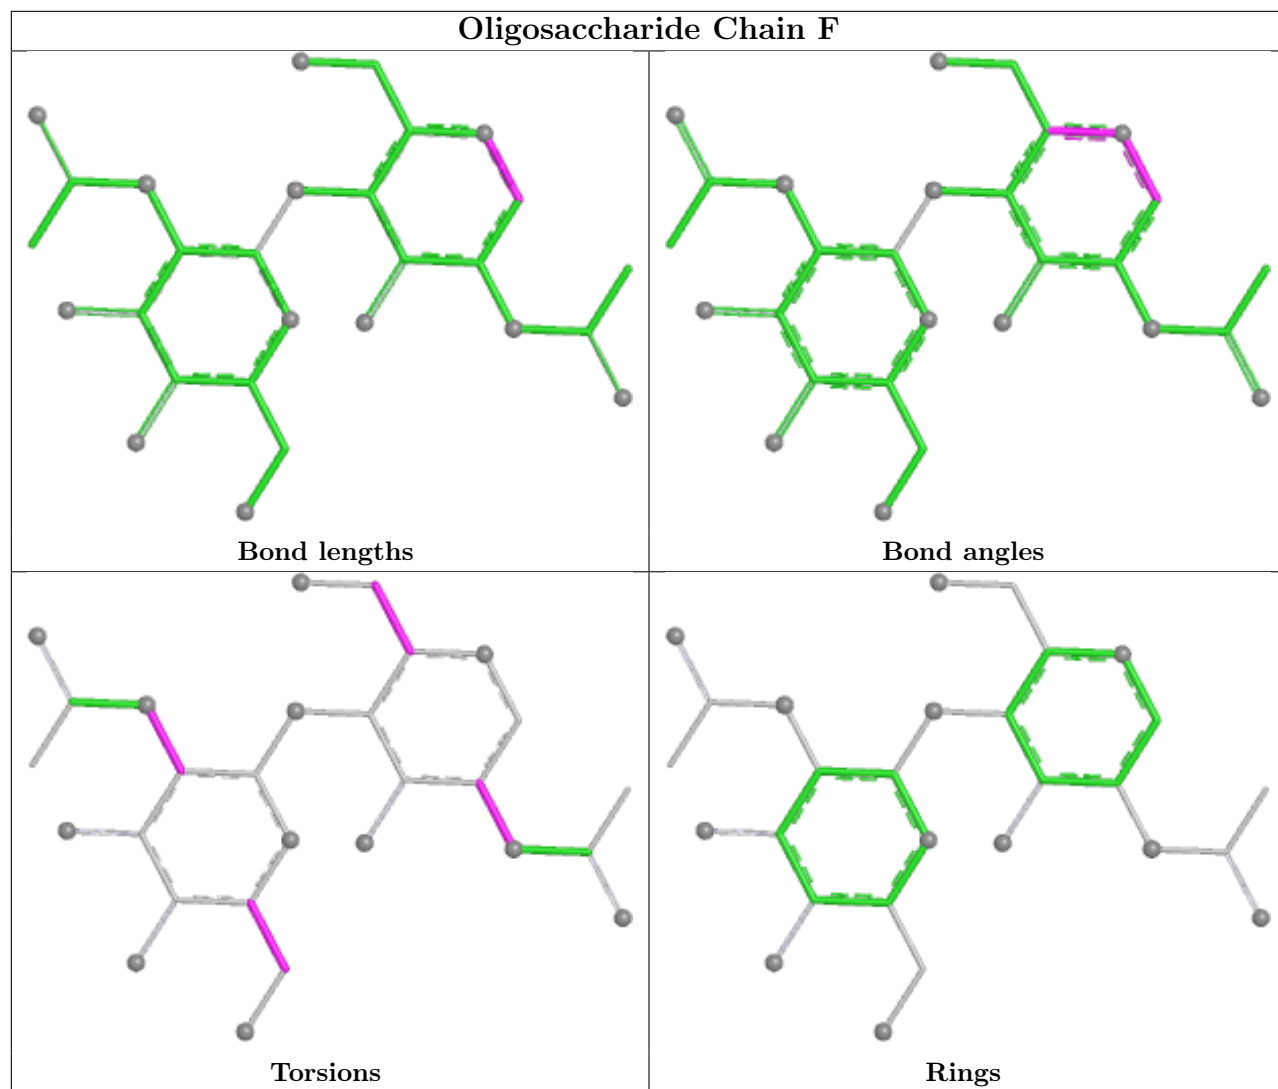 Oligosaccharide Chain F
Bond lengths
Bond angles
Torsions
Rings